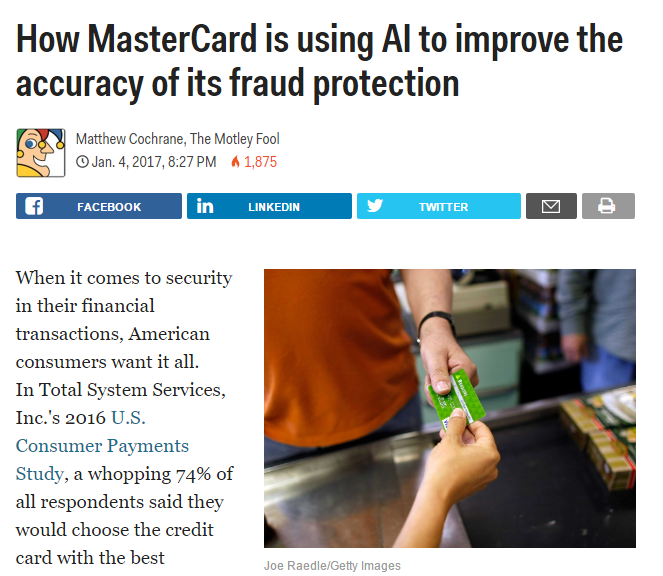 How MasterCard is using AI to improve the
accuracy of its fraud protection
Matthew Cochrane, The Motley Fool
Jan. 4, 2017, 8:27 PM 1,875
FACEBOOK
LINKEDIN
TWITTER
When it comes to security
in their financial
transactions, American
consumers want it all.
In Total System Services,
Inc.'s 2016 U.S.
Consumer Payments
Study, a whopping 74% of
all respondents said they
would choose the credit
card with the best
Joe Raedle/Getty Images